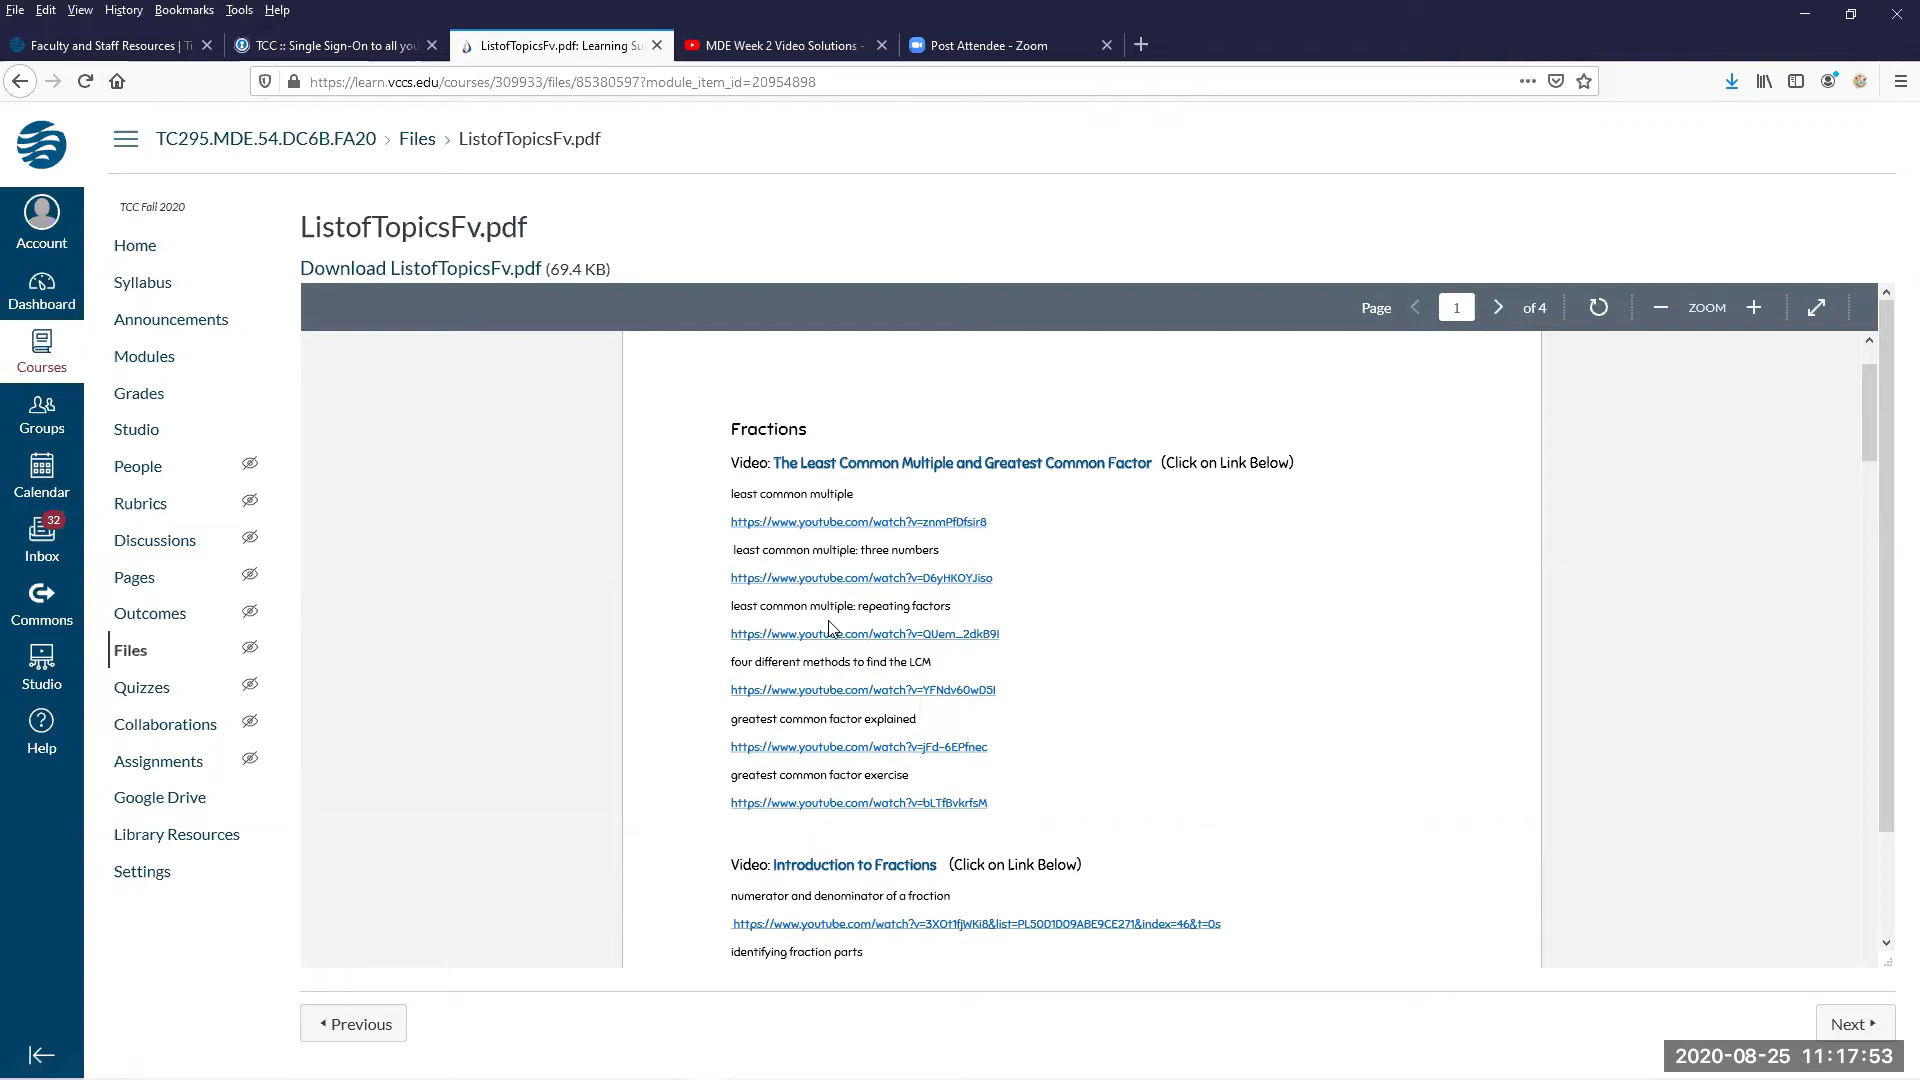 File Edit View History Bookmarks Tools Help
Faculty and Staff Resources | Ti
TCC :: Single Sign-On to all you
ListofTopicsFv.pdf: Learning Su
MDE Week 2 Video Solutions -
Post Attendee - Zoom
https://learn.vccs.edu/courses/309933/files/85380597?module_item_id=20954898
TC295.MDE.54.DC6B.FA20 › Files › ListofTopicsFv.pdf
Account
Dashboard
Courses
Groups
Calendar
32
Inbox
Commons
Studio
Help
TCC Fall 2020
Home
Syllabus
Announcements
Modules
Grades
Studio
People
Rubrics
Discussions
Pages
Outcomes
Files
Quizzes
Collaborations
Assignments
Google Drive
Library Resources
Settings
ListofTopicsFv.pdf
Download ListofTopicsFv.pdf (69.4 KB)
Page 1 of 4 ZOOM
Fractions
Video: The Least Common Multiple and Greatest Common Factor (Click on Link Below)
least common multiple
https://www.youtube.com/watch?v=znmPfDfsir8
least common multiple: three numbers
https://www.youtube.com/watch?v=D6yHKOYJiso
least common multiple: repeating factors
https://www.youtube.com/watch?v=QUem_2dkB9I
four different methods to find the LCM
https://www.youtube.com/watch?v=YFNdv60wD5I
greatest common factor explained
https://www.youtube.com/watch?v=jFd-6EPfnec
greatest common factor exercise
https://www.youtube.com/watch?v=bLTfBvkrfsM
Video: Introduction to Fractions (Click on Link Below)
numerator and denominator of a fraction
https://www.youtube.com/watch?v=3XOt1fjWKi8&list=PL50D1D09ABE9CE271&index=46&t=0s
identifying fraction parts
Previous
Next
2020-08-25 11:17:53